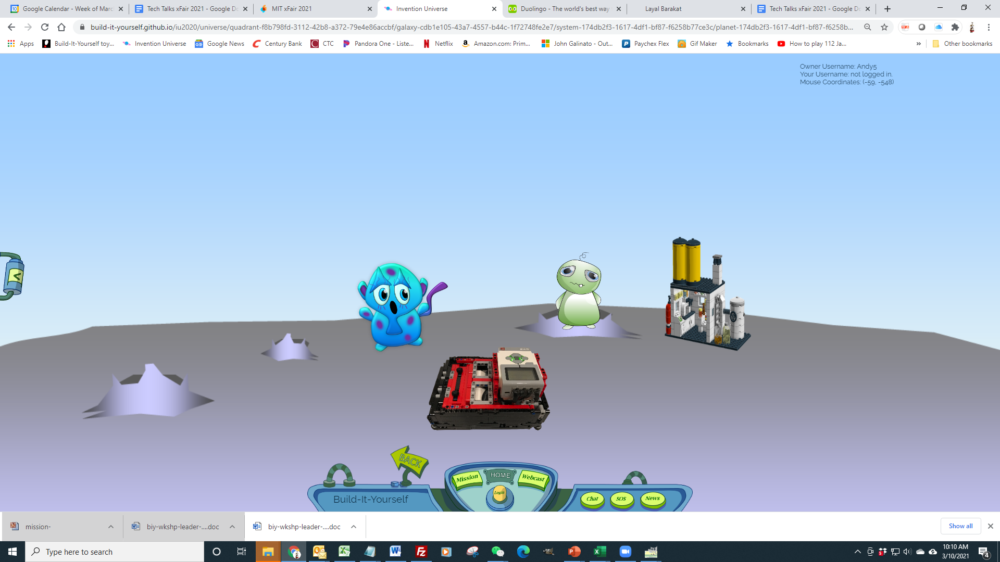 Google Calendar - Week of Marc
Tech Talks xFair 2021 - Google Do
MIT xFair 2021
Invention Universe
Duolingo - The world's best way
Layal Barakat
Tech Talks xFair 2021 - Google Do
build-it-yourself.github.io/iu2020/universe/quadrant-f8b798fd-3112-42b8-a372-79e4e86accbf/galaxy-cdb1e105-43a7-4557-b44c-1f72748fe2e7/system-174db2f3-1617-4df1-bf87-f6258b77ce3c/planet-174db2f3-1617-4df1-bf87-f6258b...
Apps
Build-It-Yourself toy...
Invention Universe
Google News
Century Bank
CTC
Pandora One - Liste...
Netflix
Amazon.com: Prim...
John Galinato - Out...
Paychex Flex
Gif Maker
Bookmarks
How to play 112 Ja...
»
Other bookmarks
Owner Username: Andy5
Your Username: not logged in.
Mouse Coordinates: (-59, -548)
<
BACK
Mission
HOME
Webcast
Login
Build-It-Yourself
Chat
SOS
News
mission-
biy-wkshp-leader-....doc
biy-wkshp-leader-....doc
Show all
Type here to search
10:10 AM
3/10/2021
4